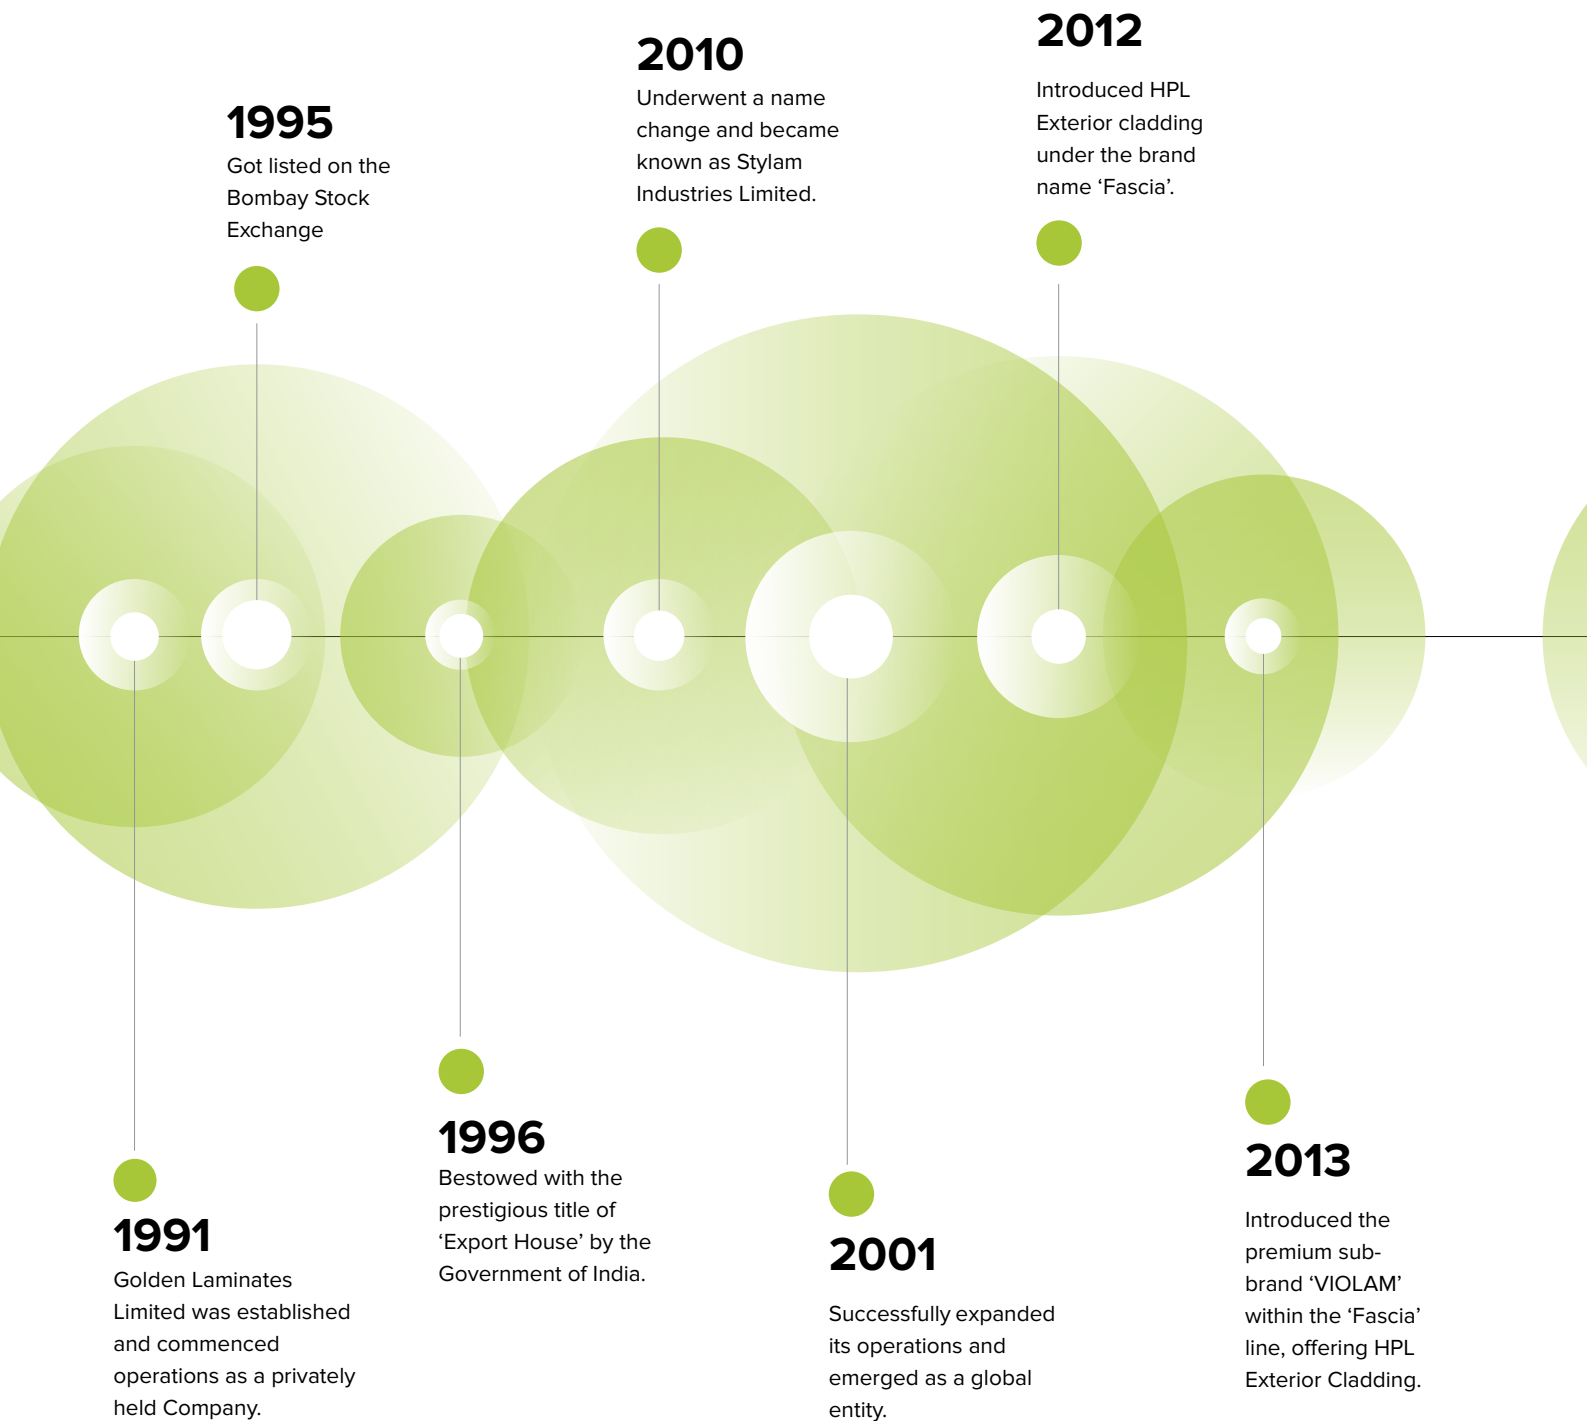 1991
Golden Laminates
Limited was established
and commenced
operations as a privately
held Company.
1995
Got listed on the
Bombay Stock
Exchange
1996
Bestowed with the
prestigious title of
‘Export House’ by the
Government of India.
2010
Underwent a name
change and became
known as Stylam
Industries Limited.
2001
Successfully expanded
its operations and
emerged as a global
entity.
2012
Introduced HPL
Exterior cladding
under the brand
name ‘Fascia’.
2013
Introduced the
premium sub-
brand ‘VIOLAM’
within the ‘Fascia’
line, offering HPL
Exterior Cladding.